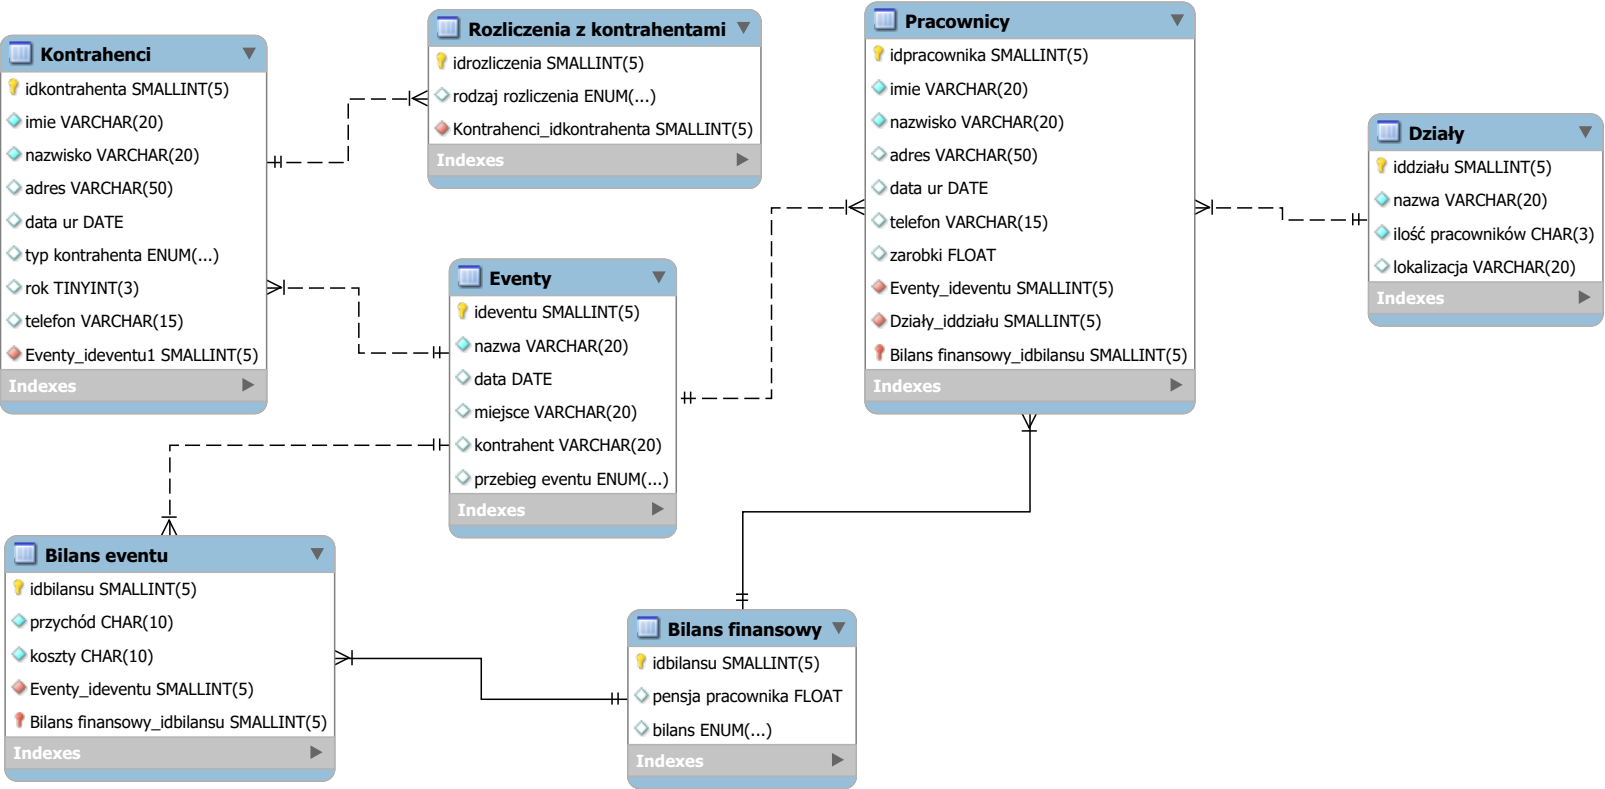 Kontrahenci
idkontrahenta SMALLINT(5)
imie VARCHAR(20)
nazwisko VARCHAR(20)
adres VARCHAR(50)
data ur DATE
typ kontrahenta ENUM(...)
rok TINYINT(3)
telefon VARCHAR(15)
Eventy_ideventu1 SMALLINT(5)
Indexes
Rozliczenia z kontrahentami
idrozliczenia SMALLINT(5)
rodzaj rozliczenia ENUM(...)
Kontrahenci_idkontrahenta SMALLINT(5)
Indexes
Pracownicy
idpracownika SMALLINT(5)
imie VARCHAR(20)
nazwisko VARCHAR(20)
adres VARCHAR(50)
data ur DATE
telefon VARCHAR(15)
zarobki FLOAT
Eventy_ideventu SMALLINT(5)
Działy_iddziału SMALLINT(5)
Bilans finansowy_idbilansu SMALLINT(5)
Indexes
Działy
iddziału SMALLINT(5)
nazwa VARCHAR(20)
ilość pracowników CHAR(3)
lokalizacja VARCHAR(20)
Indexes
Eventy
ideventu SMALLINT(5)
nazwa VARCHAR(20)
data DATE
miejsce VARCHAR(20)
kontrahent VARCHAR(20)
przebieg eventu ENUM(...)
Indexes
Bilans eventu
idbilansu SMALLINT(5)
przychód CHAR(10)
koszty CHAR(10)
Eventy_ideventu SMALLINT(5)
Bilans finansowy_idbilansu SMALLINT(5)
Indexes
Bilans finansowy
idbilansu SMALLINT(5)
pensja pracownika FLOAT
bilans ENUM(...)
Indexes